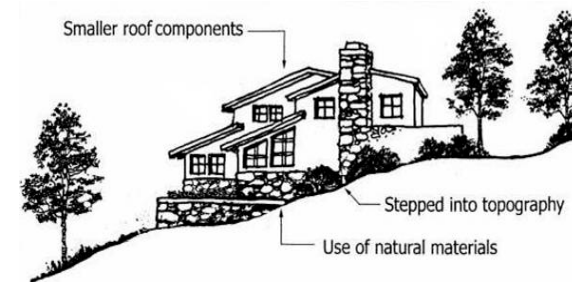 Smaller roof components
Stepped into topography
Use of natural materials